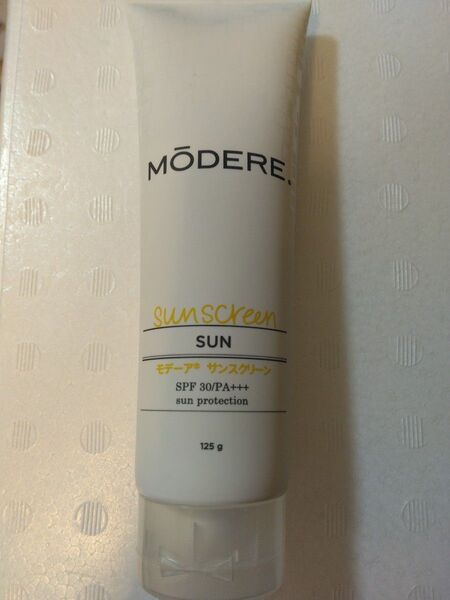 MŌDERE.
sunscreen
SUN
モデーア® サンスクリーン
SPF 30/PA+++
sun protection
125 g